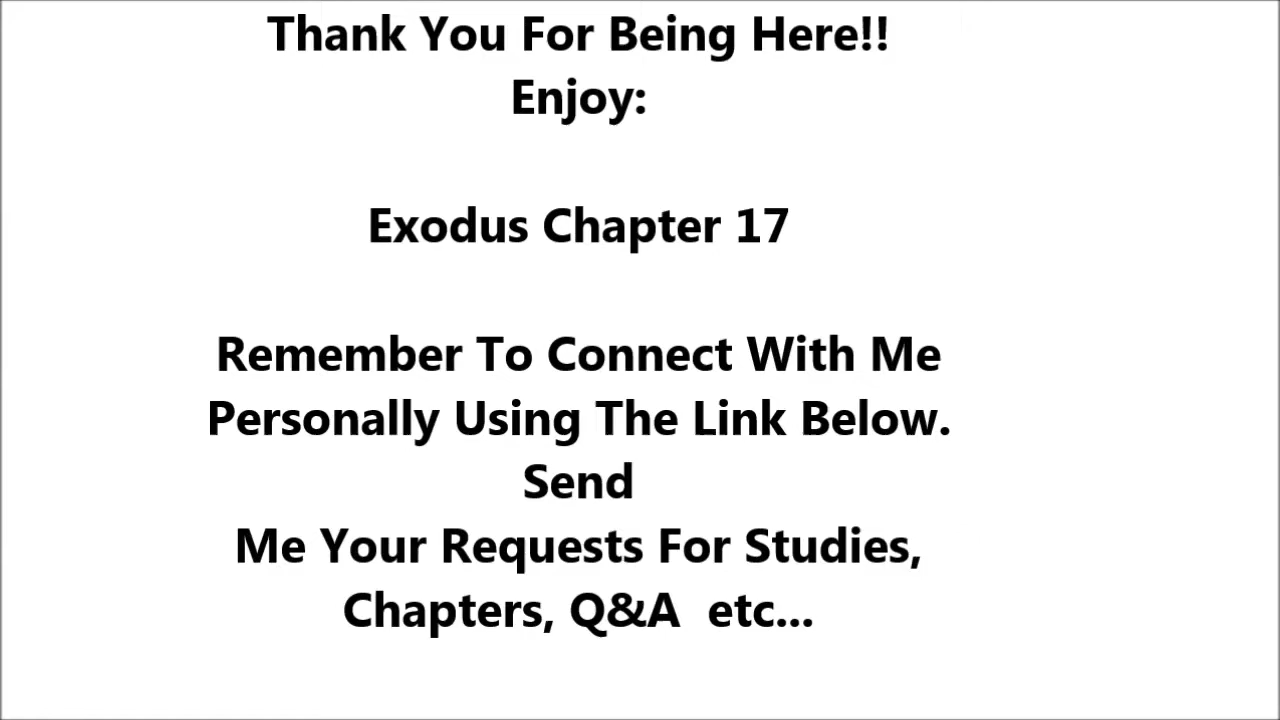 Thank You For Being Here!!
Enjoy:
Exodus Chapter 17
Remember To Connect With Me
Personally Using The Link Below.
Send
Me Your Requests For Studies,
Chapters, Q&A  etc...